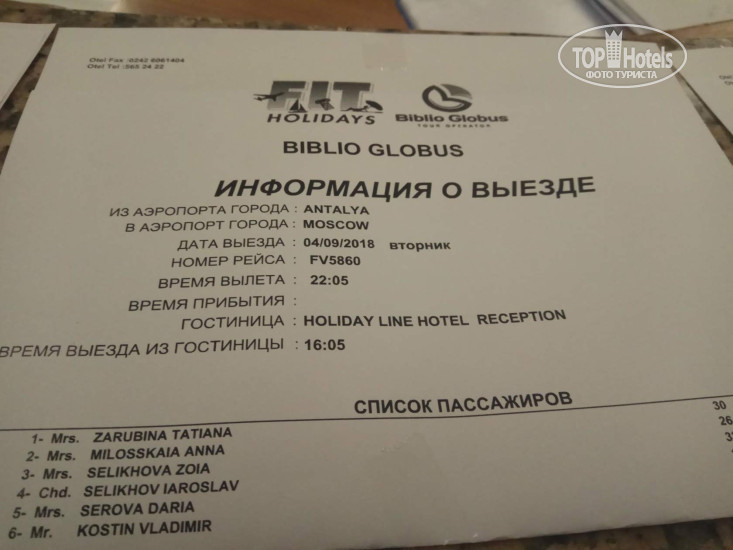 Otel Fax :0242 6861404
Otel Tel :565 2422
TOP Hotels
ФОТО ТУРИСТА
FIT
HOLIDAYS
Biblio Globus
TOUR OPERATOR
BIBLIO GLOBUS
ИНФОРМАЦИЯ О ВЫЕЗДЕ
ИЗ АЭРОПОРТА ГОРОДА : ANTALYA
В АЭРОПОРТ ГОРОДА : MOSCOW
ДАТА ВЫЕЗДА : 04/09/2018 вторник
НОМЕР РЕЙСА : FV5860
ВРЕМЯ ВЫЛЕТА : 22:05
ВРЕМЯ ПРИБЫТИЯ :
ГОСТИНИЦА : HOLIDAY LINE HOTEL RECEPTION
ВРЕМЯ ВЫЕЗДА ИЗ ГОСТИНИЦЫ : 16:05
СПИСОК ПАССАЖИРОВ
1- Mrs. ZARUBINA TATIANA 30
2- Mrs. MILOSSKAIA ANNA 26
3- Mrs. SELIKHOVA ZOIA
4- Chd. SELIKHOV IAROSLAV
5- Mrs. SEROVA DARIA
6- Mr. KOSTIN VLADIMIR